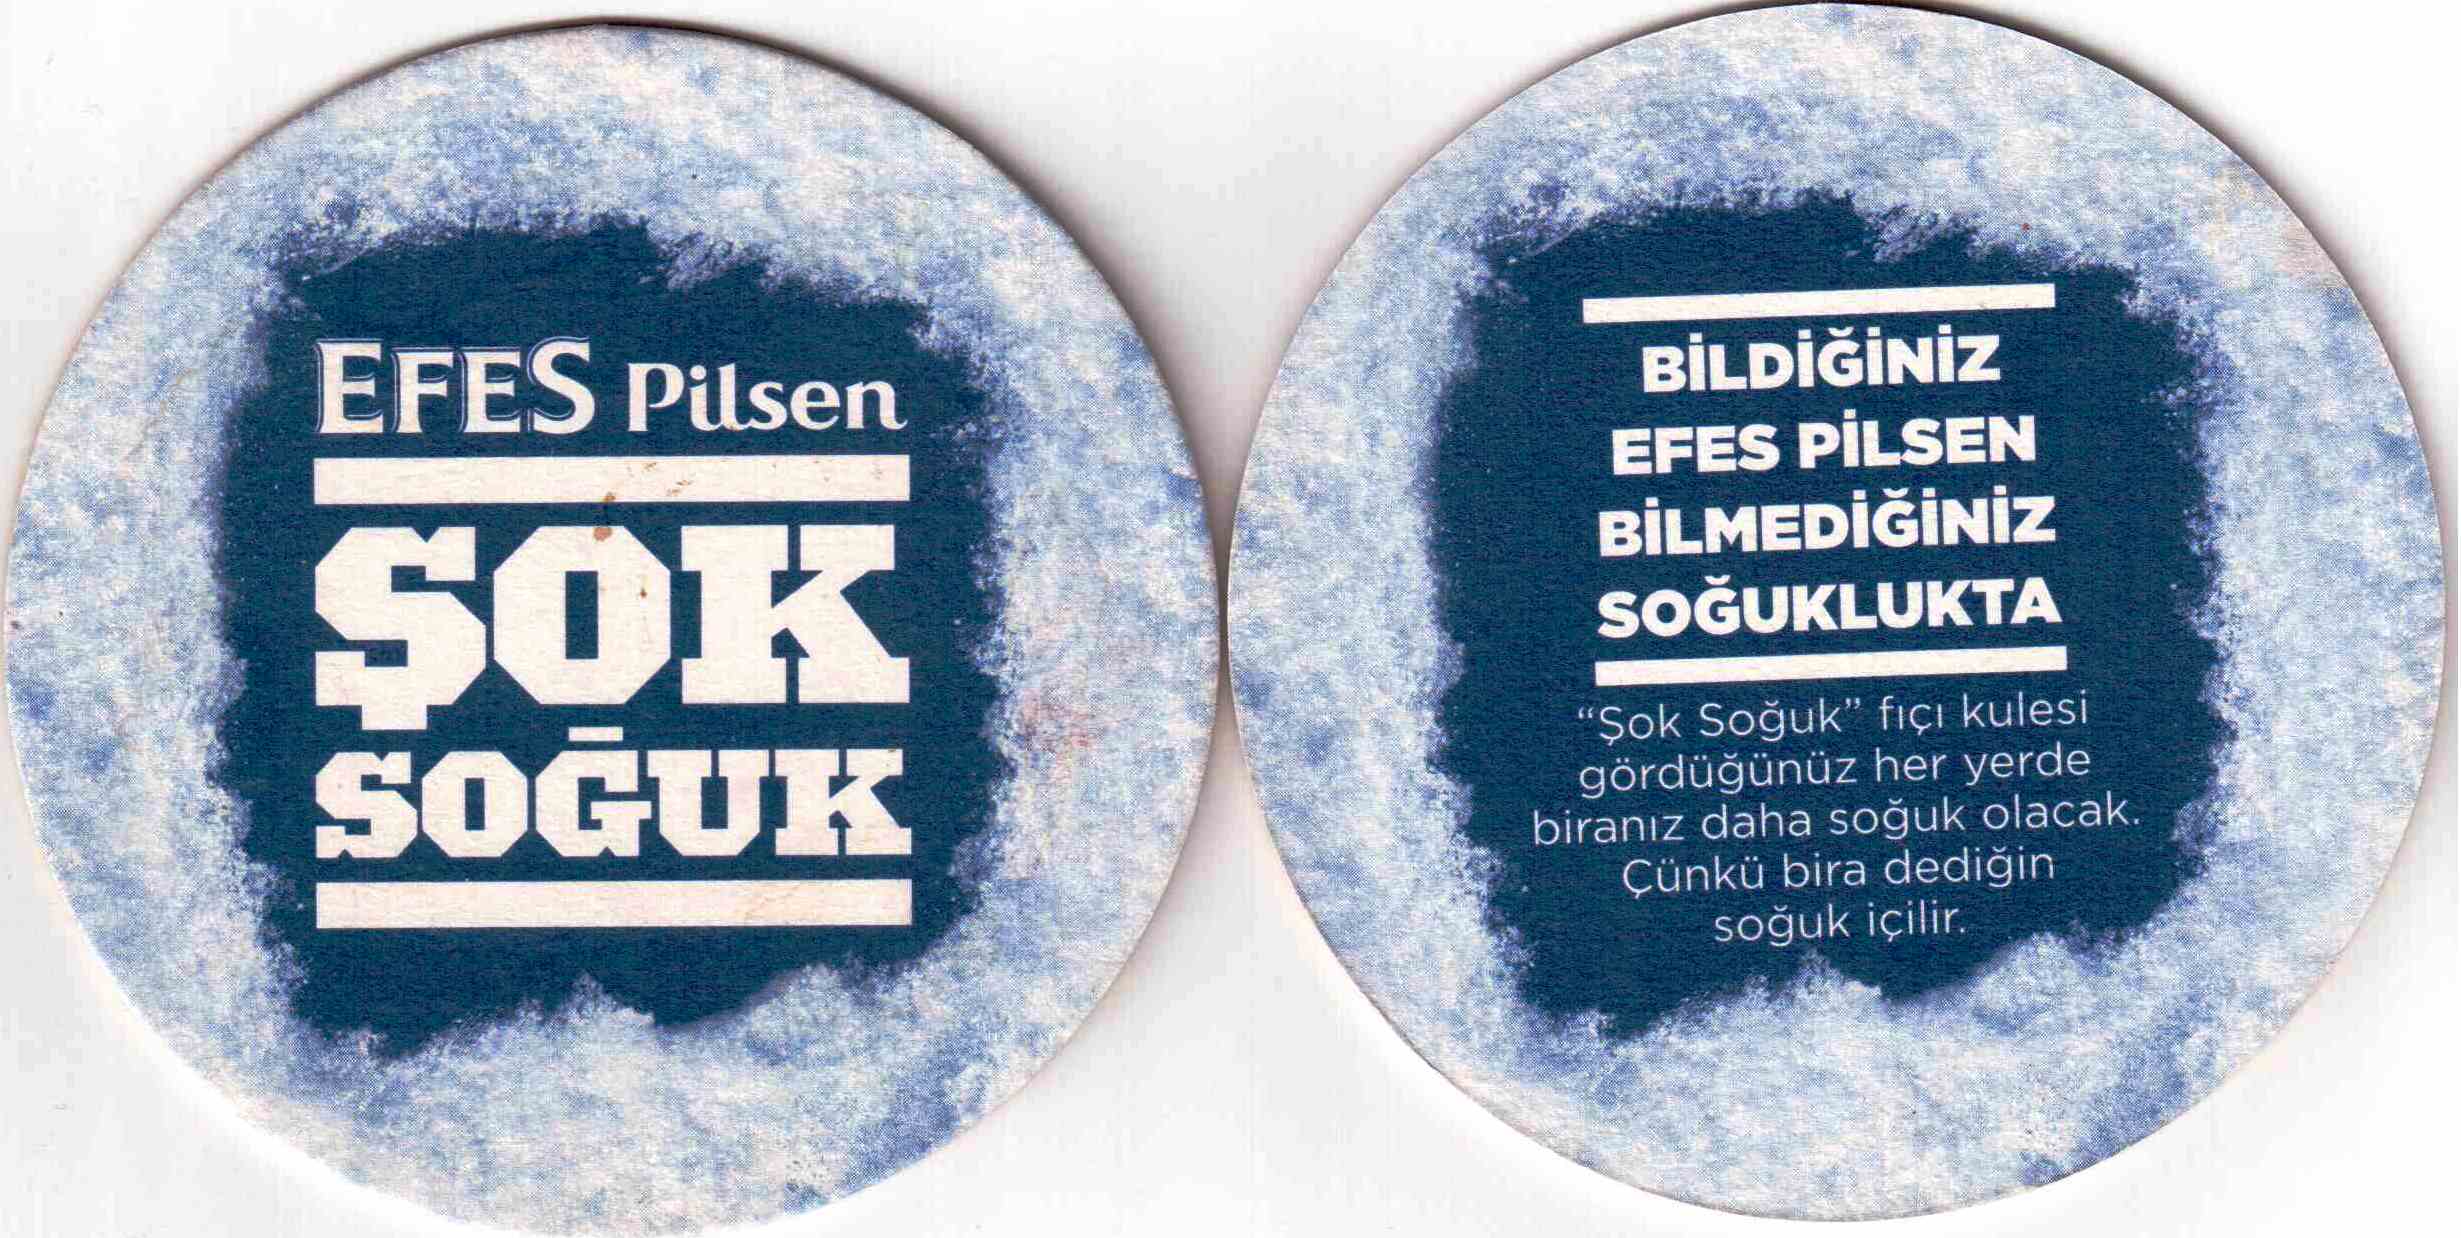 EFES Pilsen
ŞOK
SOĞUK
BİLDİĞİNİZ
EFES PİLSEN
BİLMEDİĞİNİZ
SOĞUKLUKTA
“Şok Soğuk” fıçı kulesi
gördüğünüz her yerde
biranız daha soğuk olacak.
Çünkü bira dediğin
soğuk içilir.